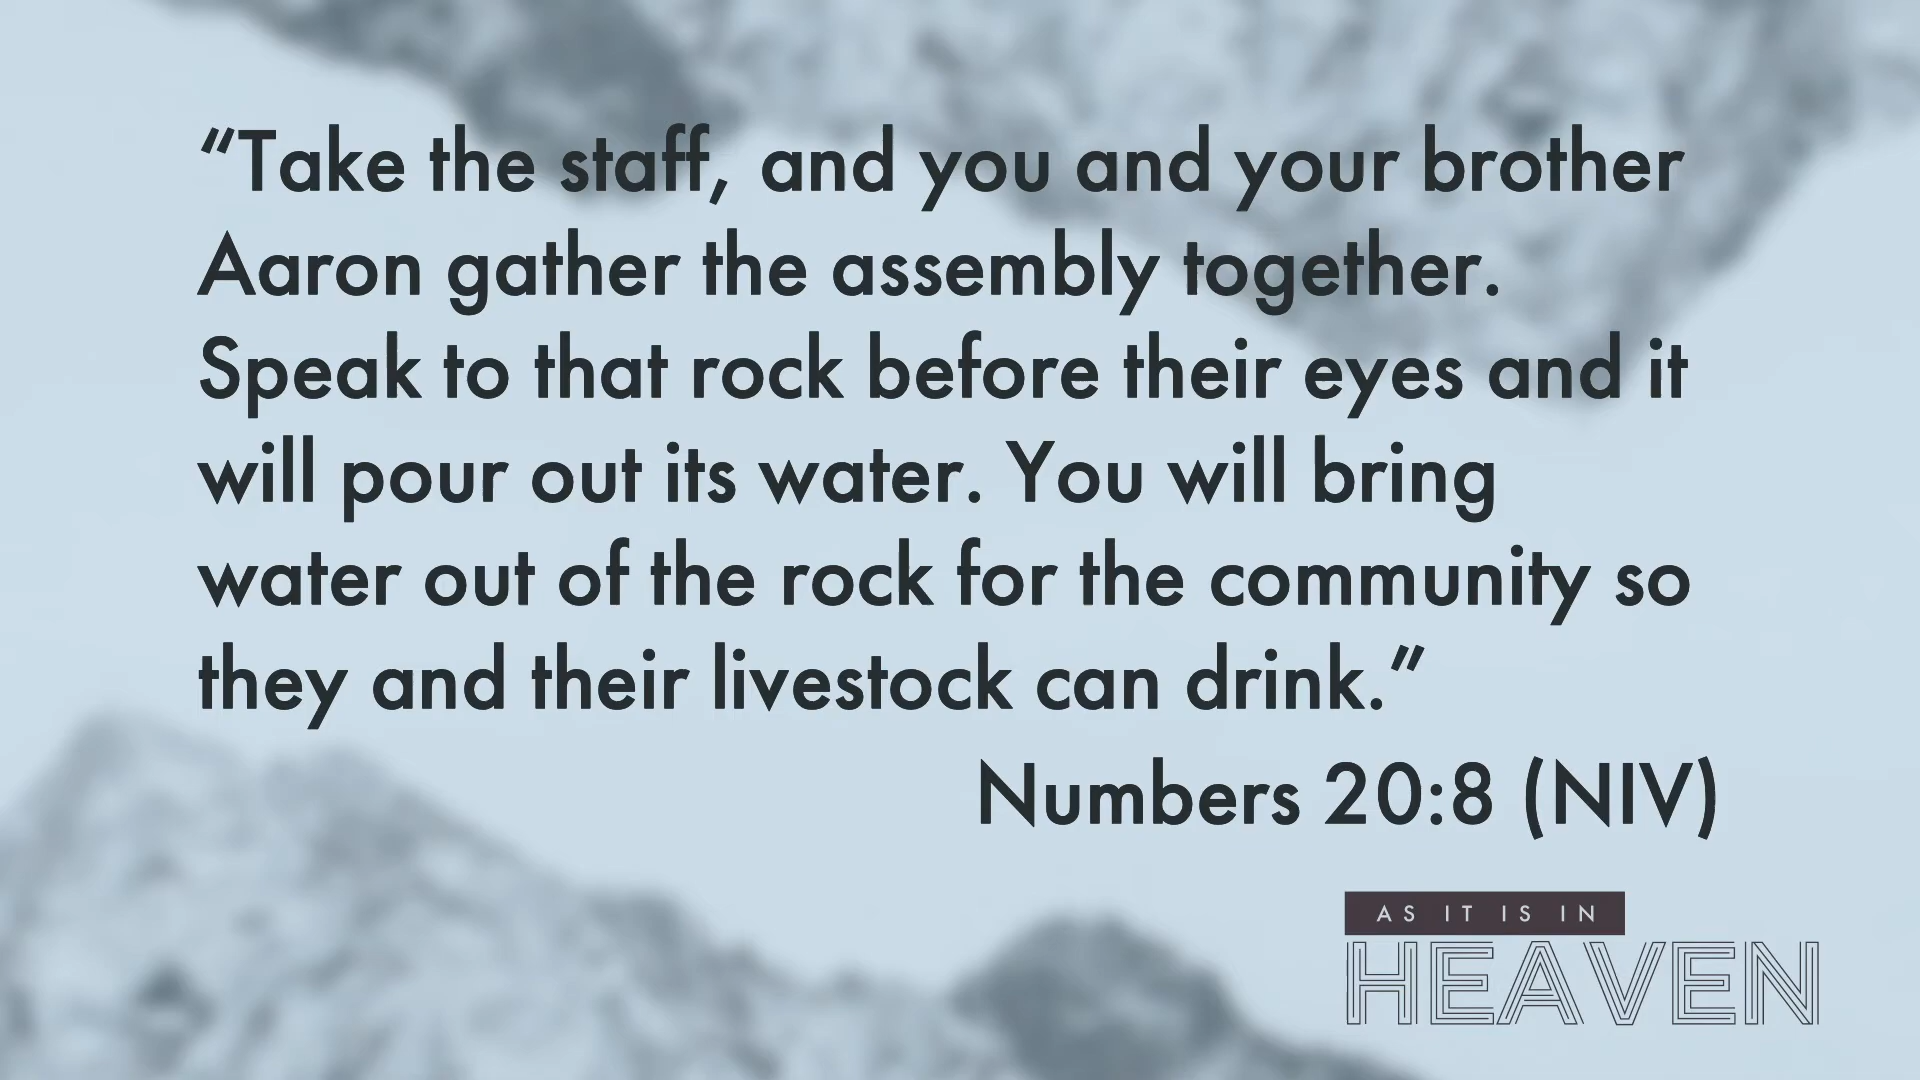 “Take the staff, and you and your brother
Aaron gather the assembly together.
Speak to that rock before their eyes and it
will pour out its water. You will bring
water out of the rock for the community so
they and their livestock can drink.”
Numbers 20:8 (NIV)
AS IT IS IN
HEAVEN